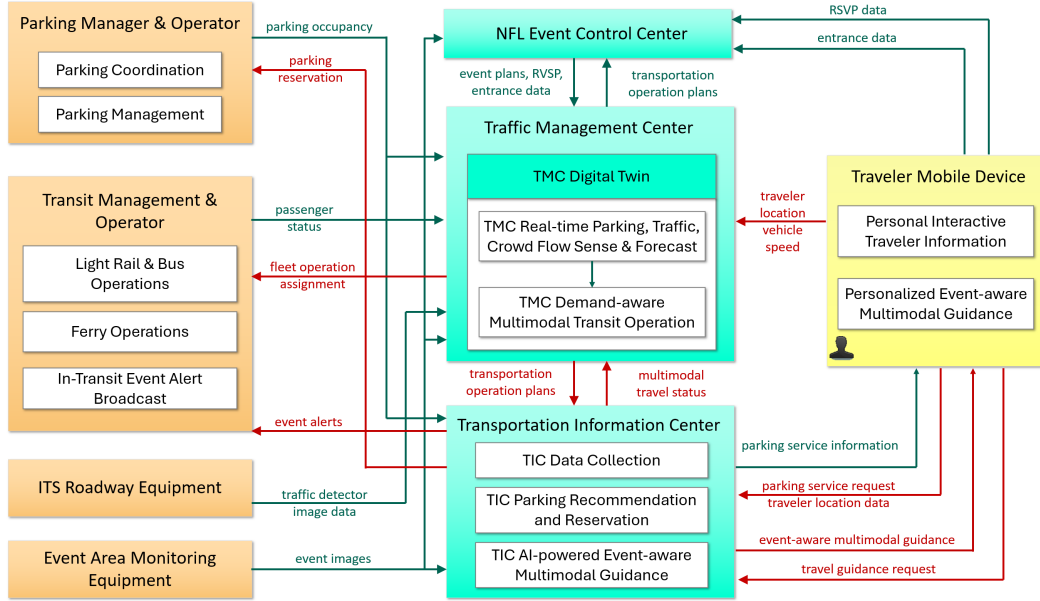 Parking Manager & Operator
Parking Coordination
Parking Management
parking occupancy
parking
reservation
NFL Event Control Center
RSVP data
entrance data
event plans, RVSP,
entrance data
transportation
operation plans
Traffic Management Center
TMC Digital Twin
TMC Real-time Parking, Traffic,
Crowd Flow Sense & Forecast
TMC Demand-aware
Multimodal Transit Operation
Transit Management &
Operator
Light Rail & Bus
Operations
Ferry Operations
In-Transit Event Alert
Broadcast
passenger
status
fleet operation
assignment
event alerts
traveler
location
vehicle
speed
Traveler Mobile Device
Personal Interactive
Traveler Information
Personalized Event-aware
Multimodal Guidance
transportation
operation plans
multimodal
travel status
Transportation Information Center
TIC Data Collection
TIC Parking Recommendation
and Reservation
TIC AI-powered Event-aware
Multimodal Guidance
parking service information
parking service request
traveler location data
event-aware multimodal guidance
travel guidance request
ITS Roadway Equipment
traffic detector
image data
Event Area Monitoring
Equipment
event images